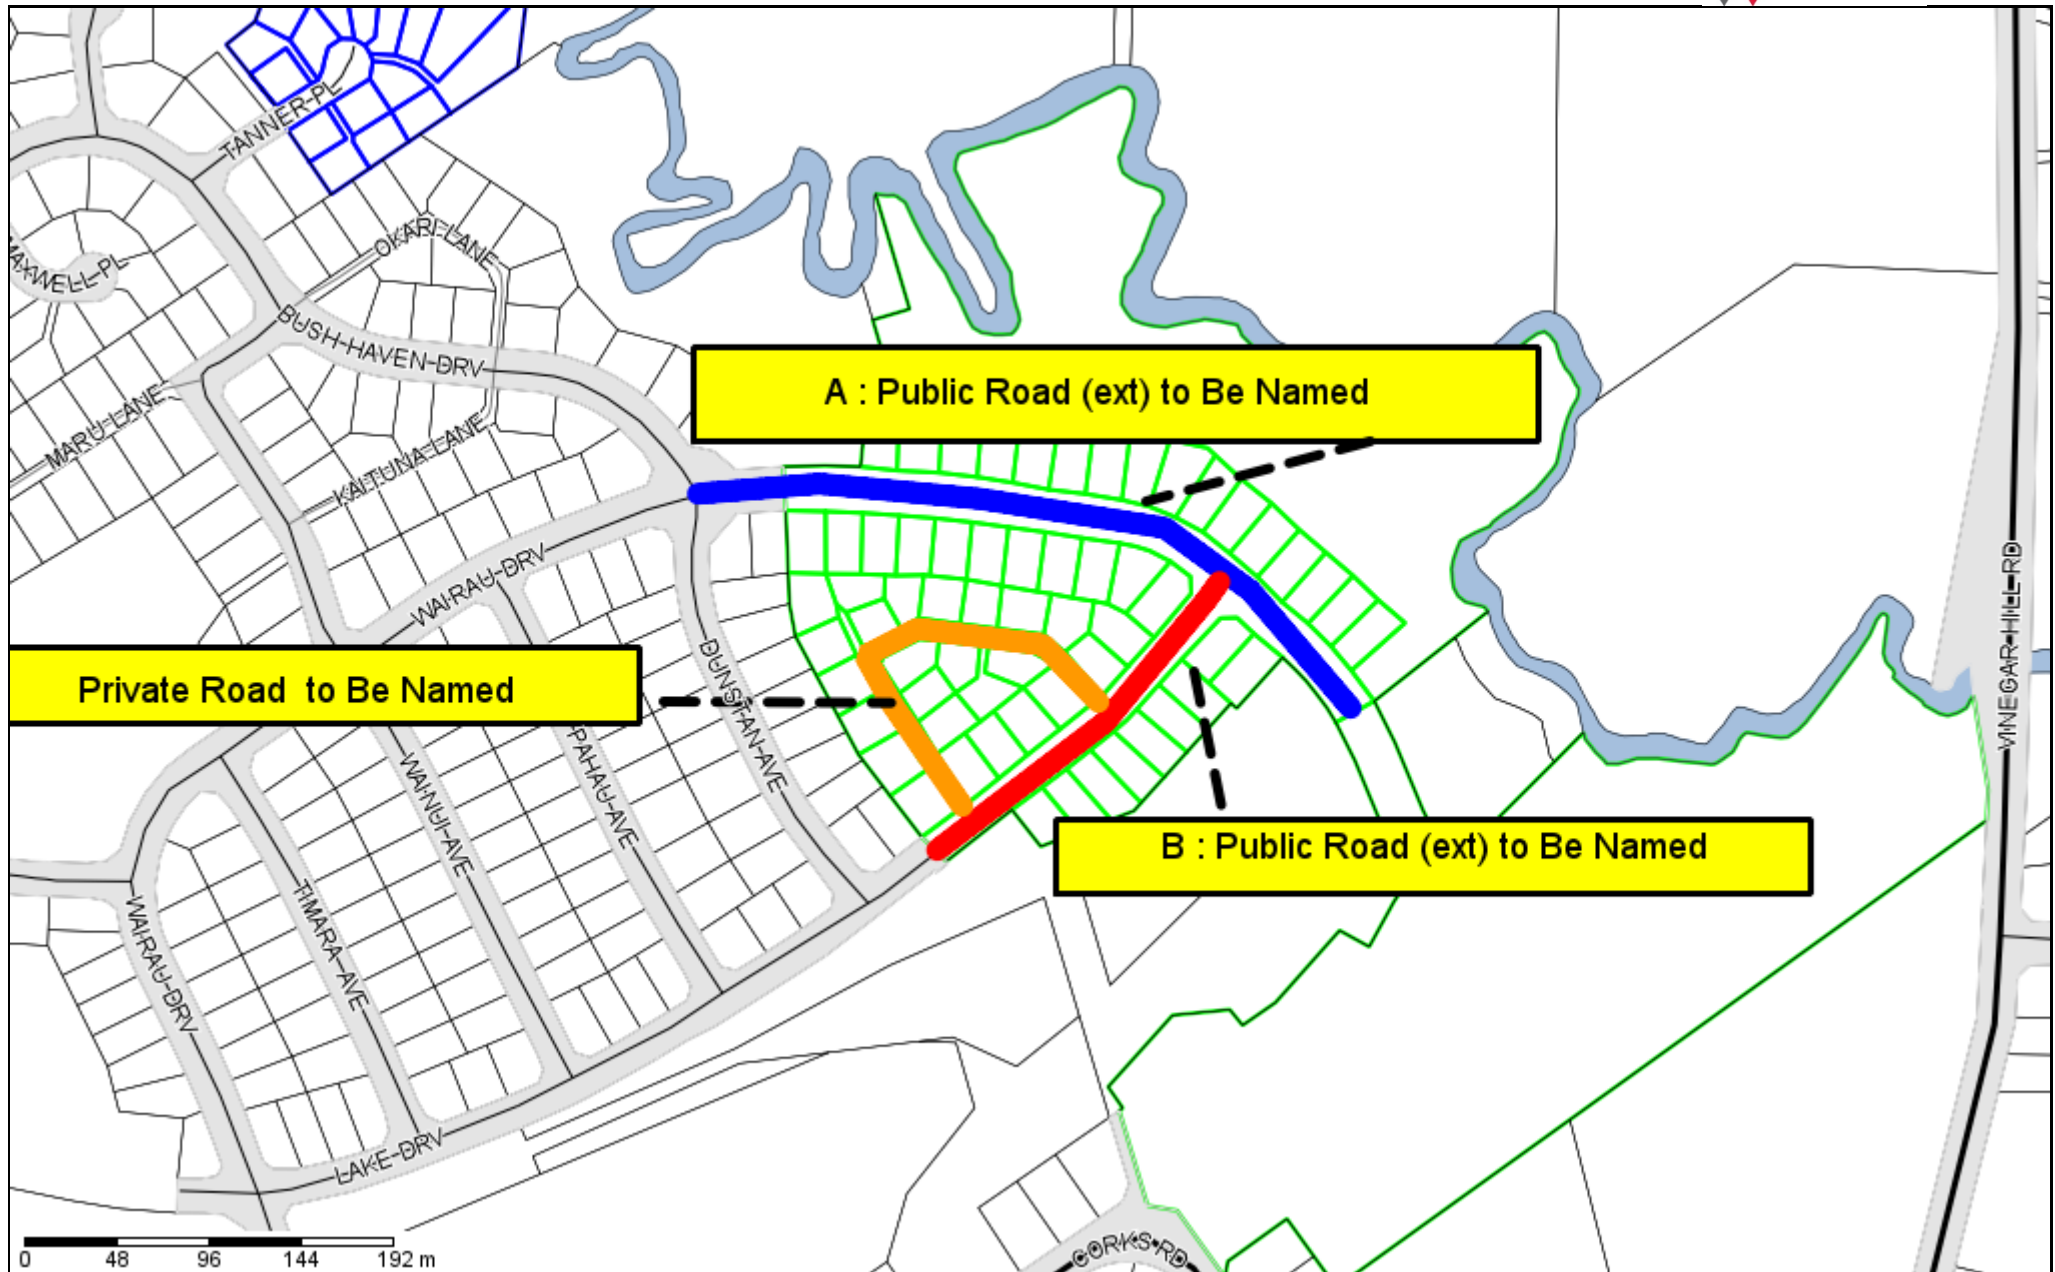 TANNER PL
OKARI LANE
MAXWELL PL
BUSH HAVEN DRV
A : Public Road (ext) to Be Named
MARU LANE
KAITUNA LANE
WAIRAU DRV
VINEGAR HILL RD
Private Road to Be Named
DUNSTAN AVE
PAHAU AVE
WAINUI AVE
B : Public Road (ext) to Be Named
TIMARA AVE
WAIRAU DRV
LAKE DRV
CORKS RD
0 48 96 144 192 m